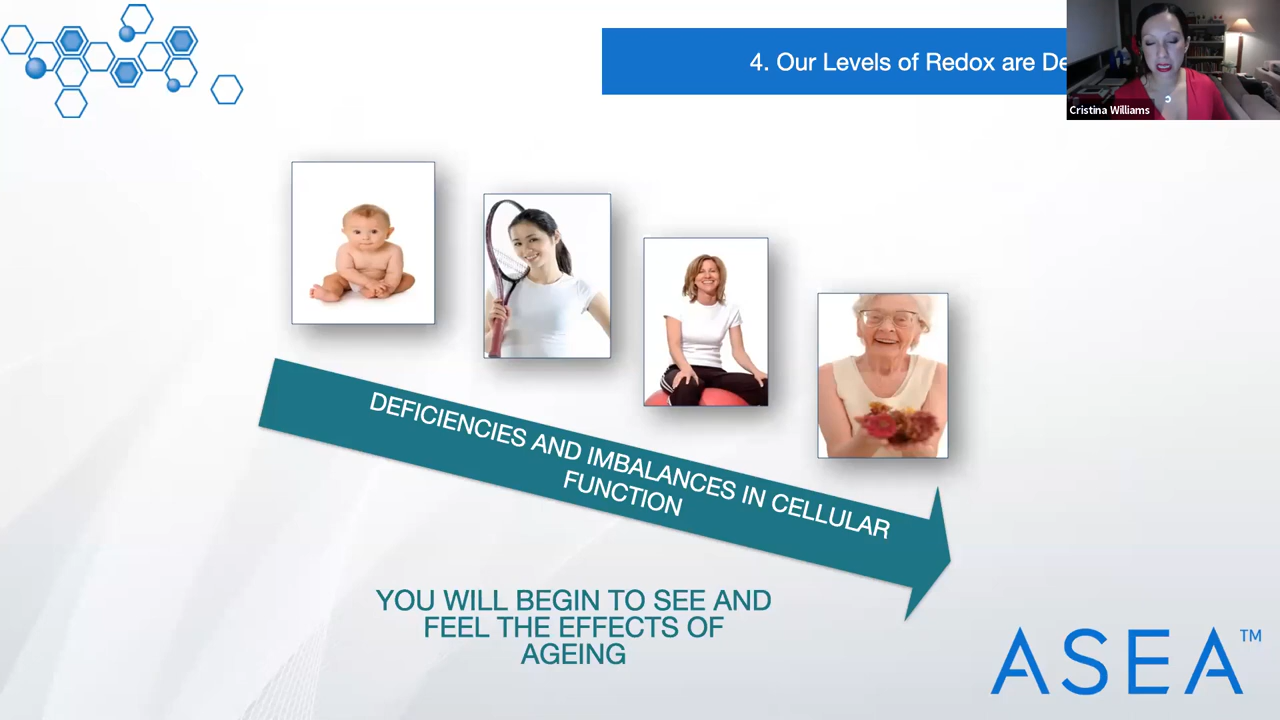 4. Our Levels of Redox are
Cristina Williams
DEFICIENCIES AND IMBALANCES IN CELLULAR
FUNCTION
YOU WILL BEGIN TO SEE AND
FEEL THE EFFECTS OF
AGEING
ASEA™